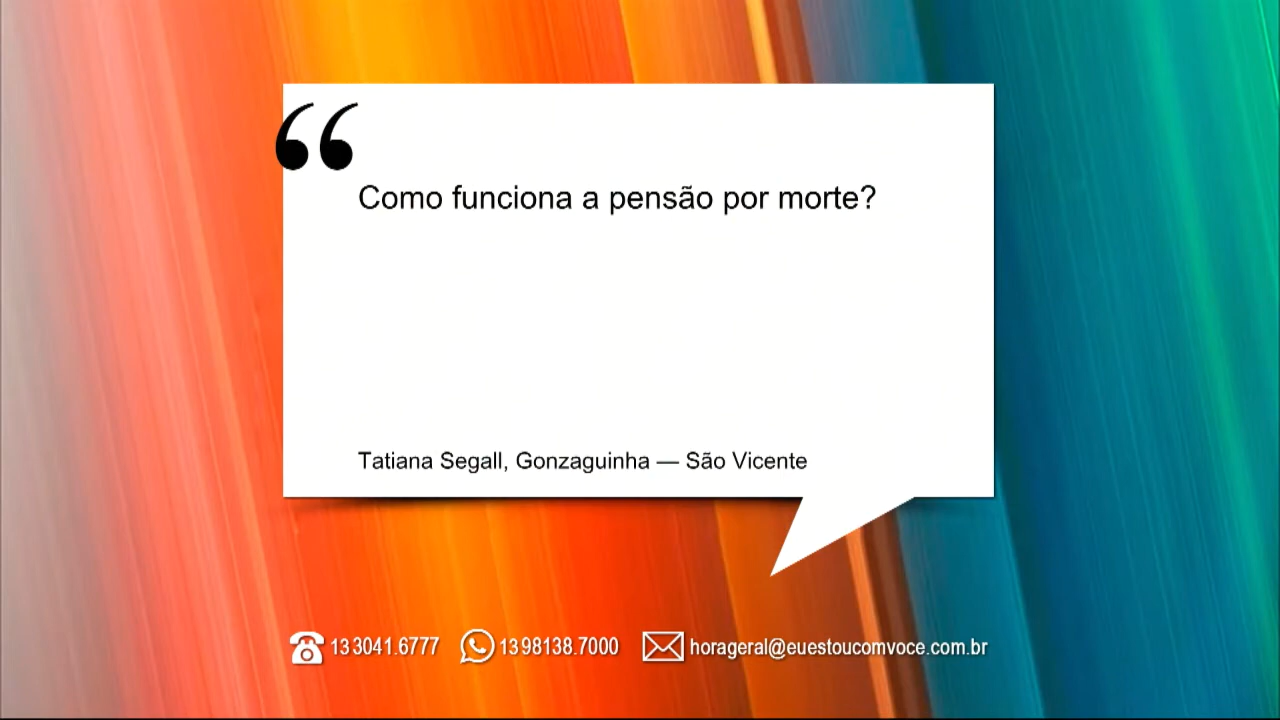 “
Como funciona a pensão por morte?
Tatiana Segall, Gonzaguinha — São Vicente
13 3041.6777 13 98138.7000 horageral@euestoucomvoce.com.br